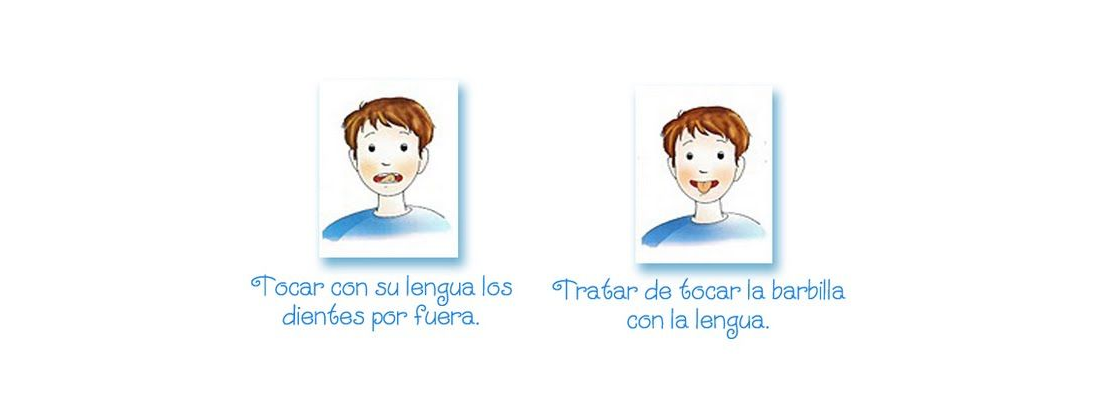 Tocar con su lengua los
dientes por fuera.
Tratar de tocar la barbilla
con la lengua.